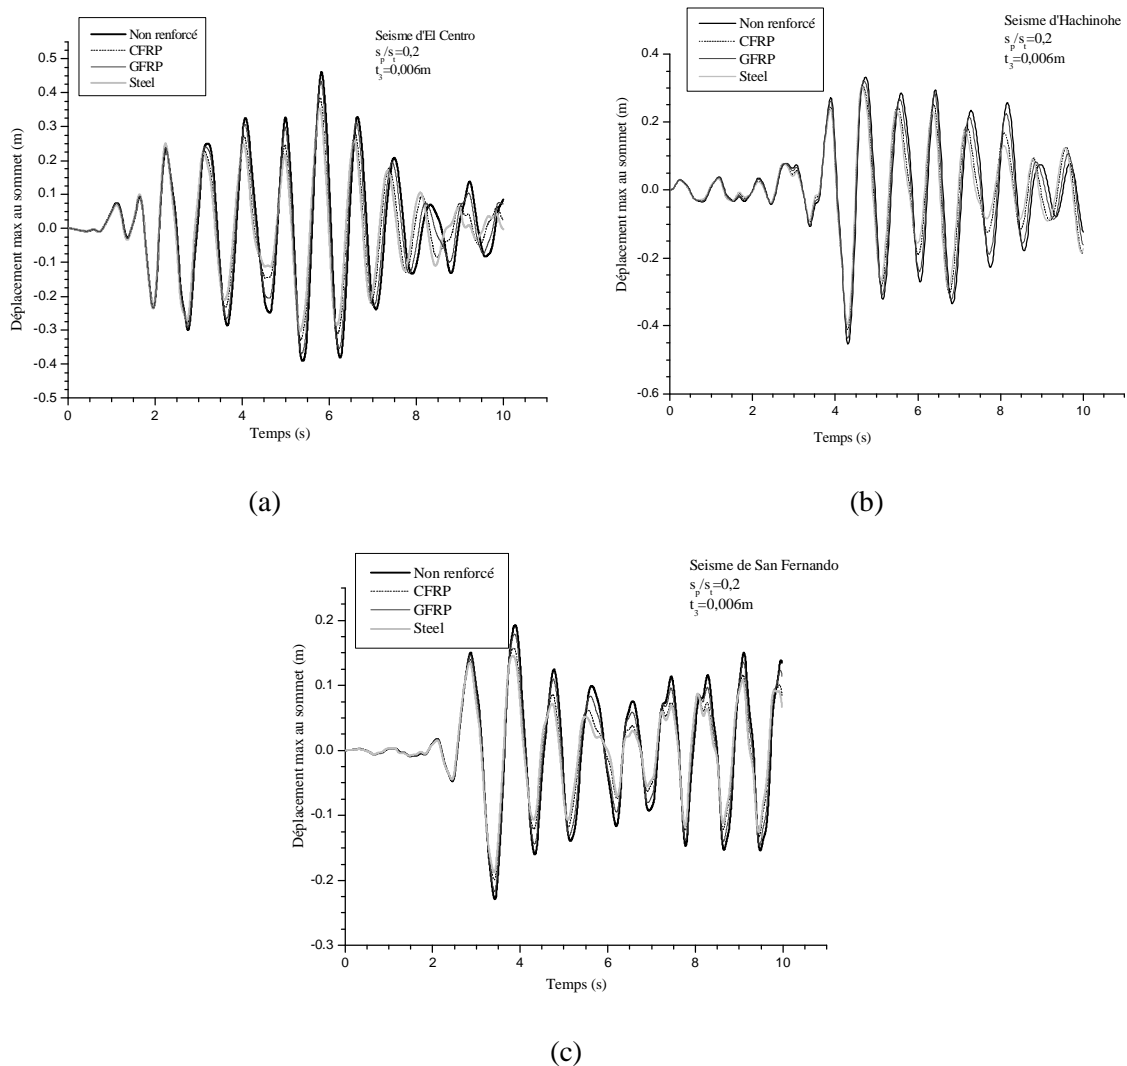 Non renforcé
CFRP
GFRP
Steel
Seisme d'El Centro
s_p/s_t=0,2
t_3=0,006m
Déplacement max au sommet (m)
0.5
0.4
0.3
0.2
0.1
0.0
-0.1
-0.2
-0.3
-0.4
-0.5
0 2 4 6 8 10
Temps (s)
(a)
Non renforcé
CFRP
GFRP
Steel
Seisme d'Hachinohe
s_p/s_t=0,2
t_3=0,006m
Déplacement max au sommet (m)
0.4
0.2
0.0
-0.2
-0.4
-0.6
0 2 4 6 8 10
Temps (s)
(b)
Non renforcé
CFRP
GFRP
Steel
Seisme de San Fernando
s_p/s_t=0,2
t_3=0,006m
Déplacement max au sommet (m)
0.2
0.1
0.0
-0.1
-0.2
-0.3
0 2 4 6 8 10
Temps (s)
(c)